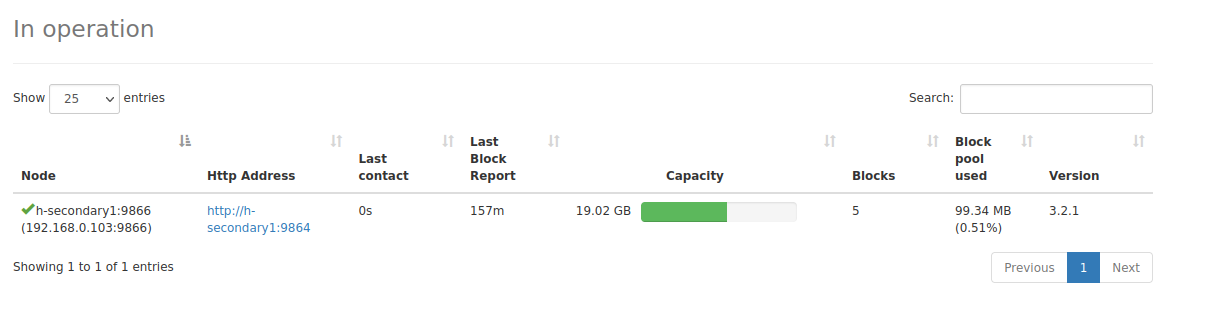 In operation
Show 25 entries
Search:
Node
Http Address
Last
contact
Last
Block
Report
Capacity
Blocks
Block
pool
used
Version
h-secondary1:9866
(192.168.0.103:9866)
http://h-
secondary1:9864
0s
157m
19.02 GB
5
99.34 MB
(0.51%)
3.2.1
Showing 1 to 1 of 1 entries
Previous 1 Next